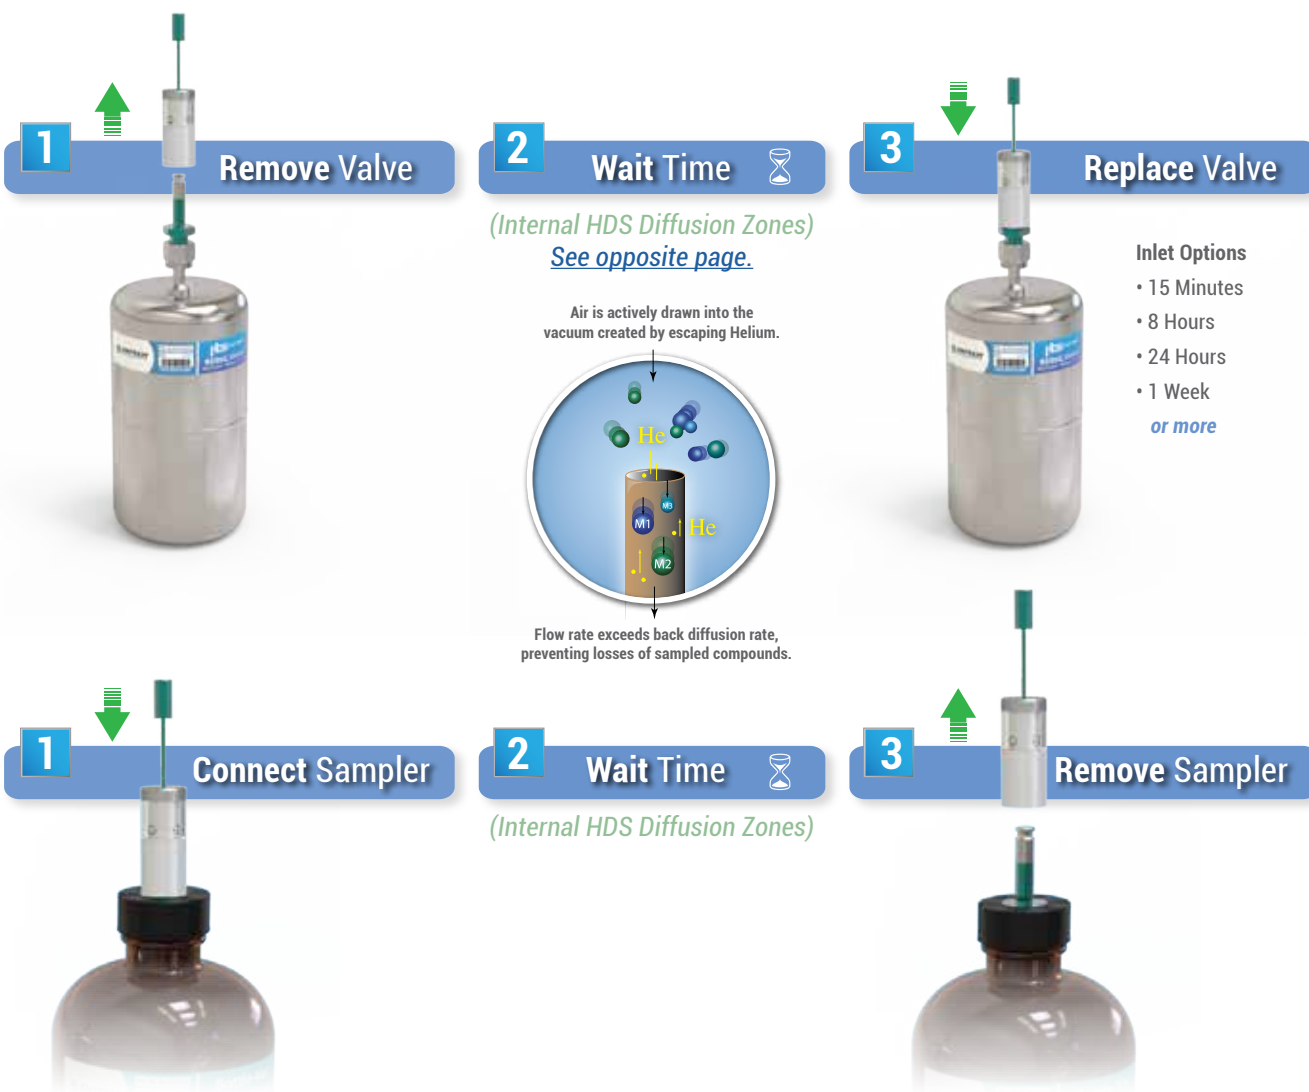 1
Remove Valve
2
Wait Time
(Internal HDS Diffusion Zones)
See opposite page.
Air is actively drawn into the
vacuum created by escaping Helium.
He
M3
M1
He
M2
Flow rate exceeds back diffusion rate,
preventing losses of sampled compounds.
3
Replace Valve
Inlet Options
• 15 Minutes
• 8 Hours
• 24 Hours
• 1 Week
or more
1
Connect Sampler
2
Wait Time
(Internal HDS Diffusion Zones)
3
Remove Sampler